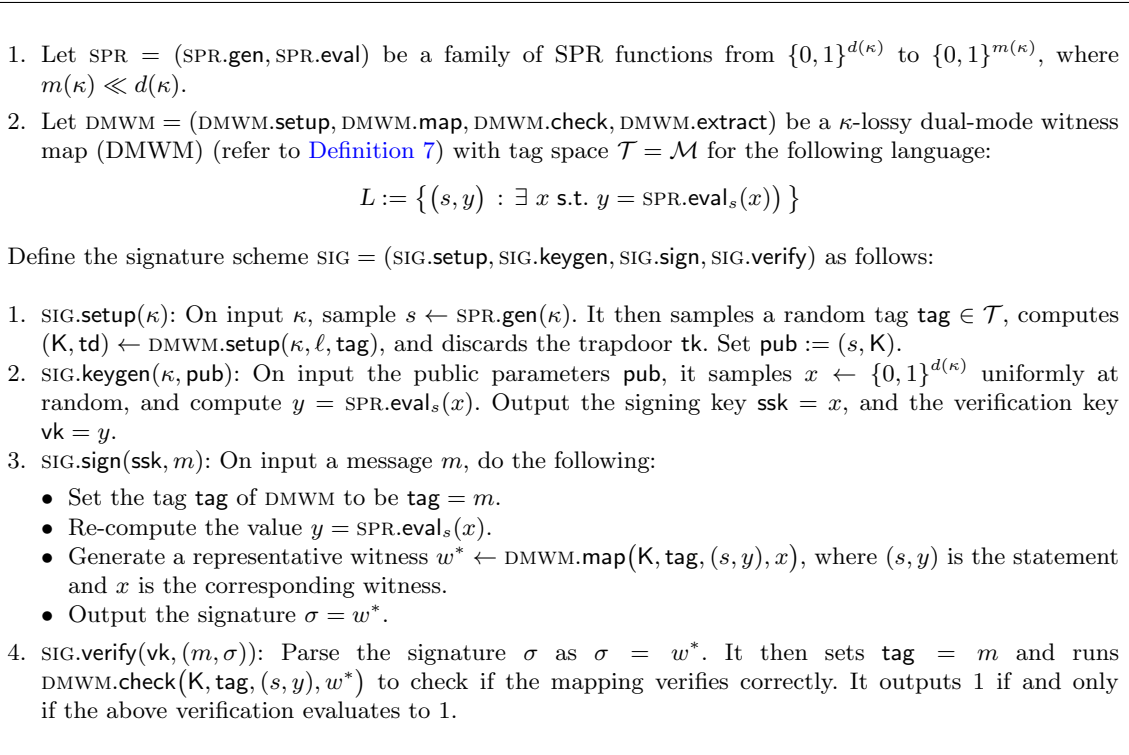 1. Let SPR = (SPR.gen, SPR.eval) be a family of SPR functions from {0, 1}^{d(κ)} to {0, 1}^{m(κ)}, where
m(κ) ≪ d(κ).
2. Let DMWM = (DMWM.setup, DMWM.map, DMWM.check, DMWM.extract) be a κ-lossy dual-mode witness
map (DMWM) (refer to Definition 7) with tag space 𝒯 = ℳ for the following language:
L := {(s, y) : ∃ x s.t. y = SPR.eval_s(x)) }
Define the signature scheme SIG = (SIG.setup, SIG.keygen, SIG.sign, SIG.verify) as follows:
1. SIG.setup(κ): On input κ, sample s ← SPR.gen(κ). It then samples a random tag tag ∈ 𝒯, computes
(K, td) ← DMWM.setup(κ, ℓ, tag), and discards the trapdoor tk. Set pub := (s, K).
2. SIG.keygen(κ, pub): On input the public parameters pub, it samples x ← {0, 1}^{d(κ)} uniformly at
random, and compute y = SPR.eval_s(x). Output the signing key ssk = x, and the verification key
vk = y.
3. SIG.sign(ssk, m): On input a message m, do the following:
• Set the tag tag of DMWM to be tag = m.
• Re-compute the value y = SPR.eval_s(x).
• Generate a representative witness w* ← DMWM.map(K, tag, (s, y), x), where (s, y) is the statement
and x is the corresponding witness.
• Output the signature σ = w*.
4. SIG.verify(vk, (m, σ)): Parse the signature σ as σ = w*. It then sets tag = m and runs
DMWM.check(K, tag, (s, y), w*) to check if the mapping verifies correctly. It outputs 1 if and only
if the above verification evaluates to 1.